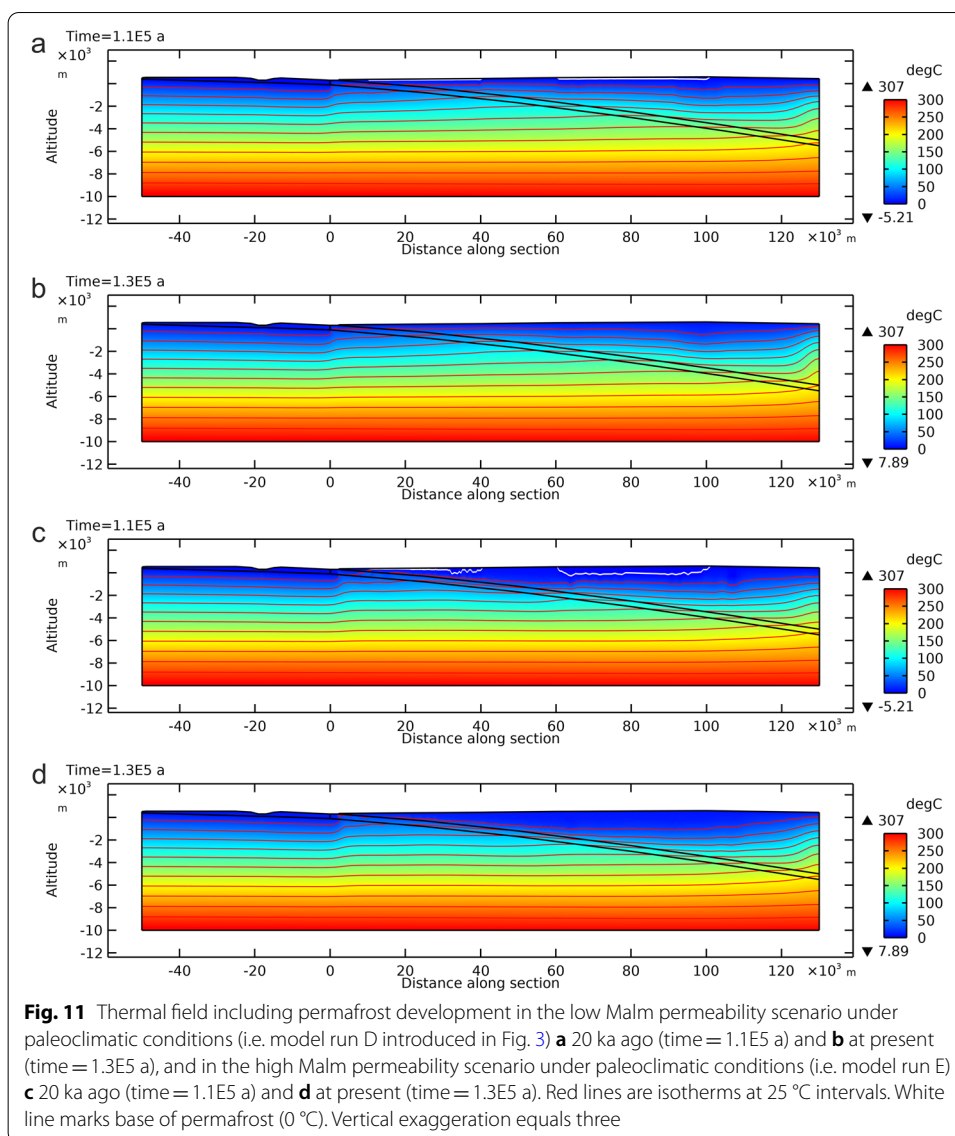 a
Time=1.1E5 a
×10³
m
Altitude
-2
-4
-6
-8
-10
-12
-40 -20 0 20 40 60 80 100 120 ×10³ m
Distance along section
degC
▲ 307
300
250
200
150
100
50
0
▼ -5.21
b
Time=1.3E5 a
×10³
m
Altitude
-2
-4
-6
-8
-10
-12
-40 -20 0 20 40 60 80 100 120 ×10³ m
Distance along section
degC
▲ 307
300
250
200
150
100
50
0
▼ 7.89
c
Time=1.1E5 a
×10³
m
Altitude
-2
-4
-6
-8
-10
-12
-40 -20 0 20 40 60 80 100 120 ×10³ m
Distance along section
degC
▲ 307
300
250
200
150
100
50
0
▼ -5.21
d
Time=1.3E5 a
×10³
m
Altitude
-2
-4
-6
-8
-10
-12
-40 -20 0 20 40 60 80 100 120 ×10³ m
Distance along section
degC
▲ 307
300
250
200
150
100
50
0
▼ 7.89
Fig. 11 Thermal field including permafrost development in the low Malm permeability scenario under
paleoclimatic conditions (i.e. model run D introduced in Fig. 3) a 20 ka ago (time = 1.1E5 a) and b at present
(time = 1.3E5 a), and in the high Malm permeability scenario under paleoclimatic conditions (i.e. model run E)
c 20 ka ago (time = 1.1E5 a) and d at present (time = 1.3E5 a). Red lines are isotherms at 25 °C intervals. White
line marks base of permafrost (0 °C). Vertical exaggeration equals three